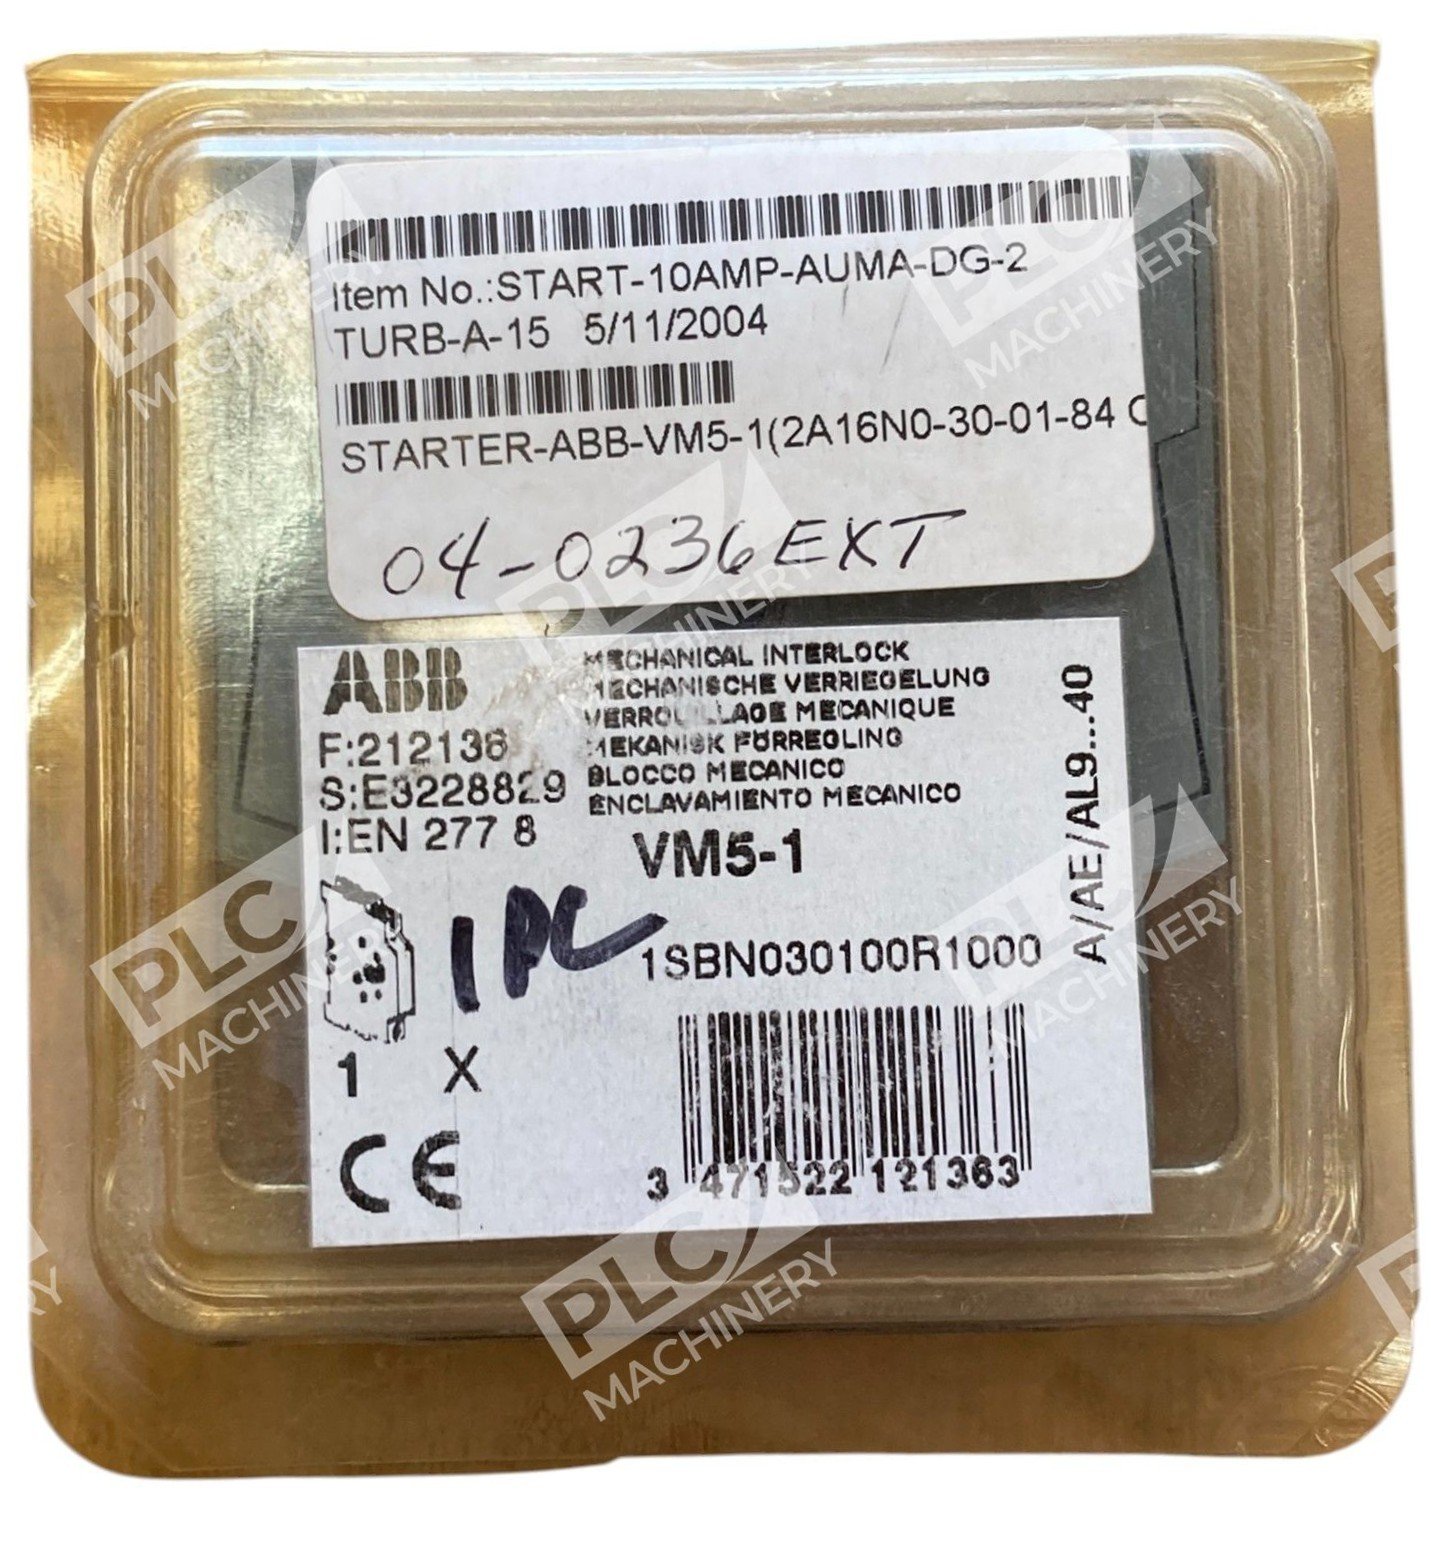 Item No.:START-10AMP-AUMA-DG-2
TURB-A-15 5/11/2004
STARTER-ABB-VM5-1(2A16N0-30-01-84 C
04-0236EXT
ABB
F:212136
S:E3228829
I:EN 277 8
MECHANICAL INTERLOCK
MECHANISCHE VERRIEGELUNG
VERROUILLAGE MECANIQUE
MEKANISK FÖRREGLING
BLOCCO MECANICO
ENCLAVAMIENTO MECANICO
VM5-1
A/AE/AL9...40
1 PC
1SBN030100R1000
1 X
CE
3 471522 121363
PLC MACHINERY